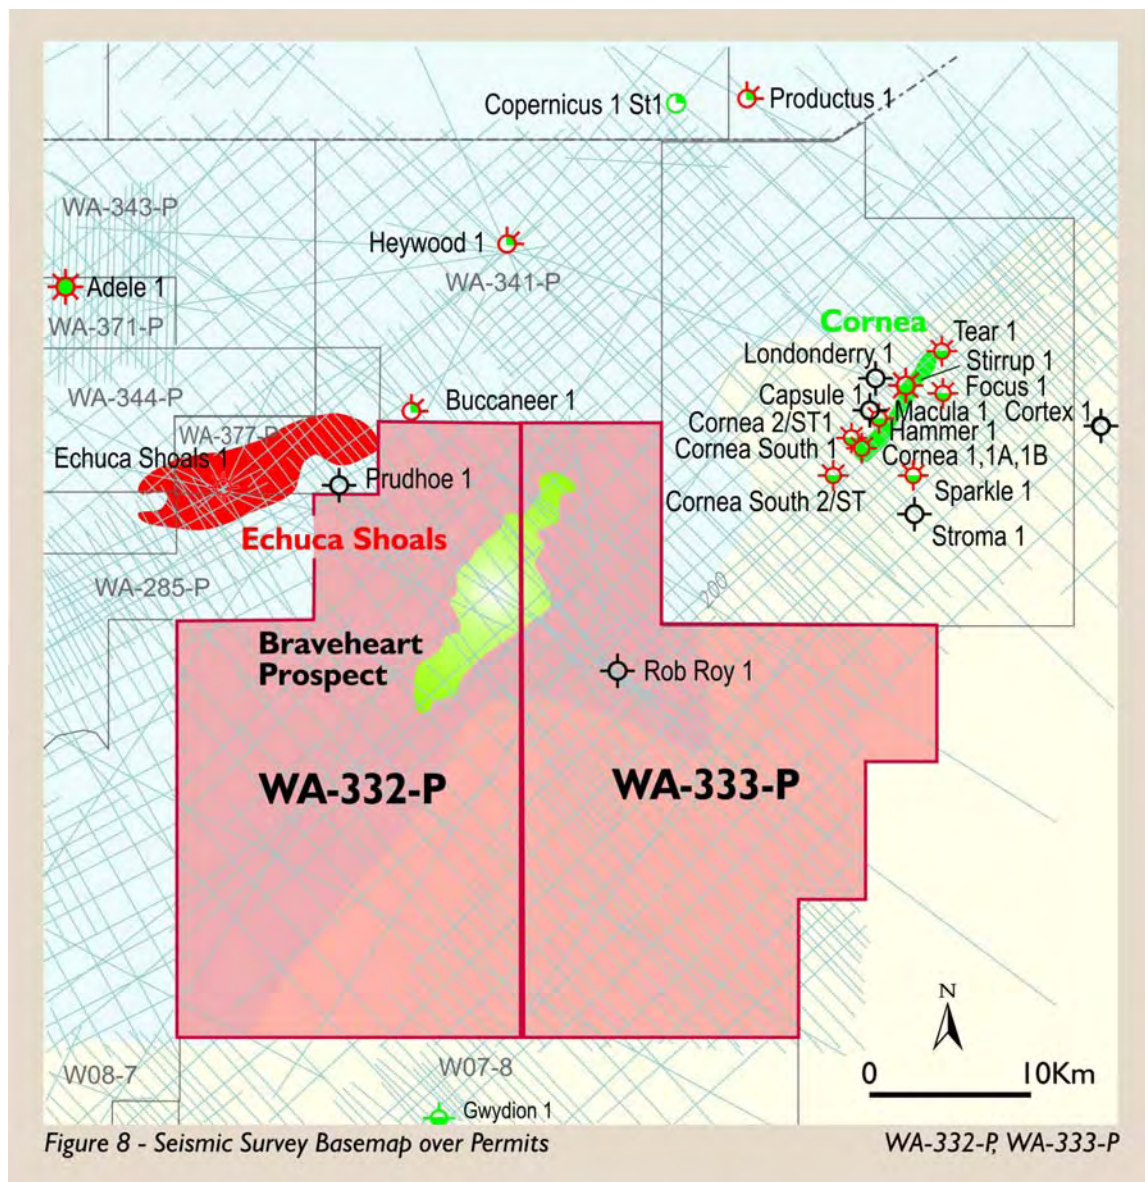 Copernicus 1 St1
Productus 1
WA-343-P
Heywood 1
WA-341-P
Adele 1
WA-371-P
Cornea
Tear 1
Londonderry 1
Stirrup 1
WA-344-P
Capsule 1
Focus 1
Buccaneer 1
Macula 1
Cortex 1
Cornea 2/ST1
Hammer 1
WA-377-P
Cornea South 1
Cornea 1,1A,1B
Echuca Shoals 1
Prudhoe 1
Cornea South 2/ST
Sparkle 1
Echuca Shoals
Stroma 1
WA-285-P
200
Braveheart
Prospect
Rob Roy 1
WA-332-P
WA-333-P
N
W08-7
W07-8
0
10Km
Gwydion 1
Figure 8 - Seismic Survey Basemap over Permits
WA-332-P, WA-333-P